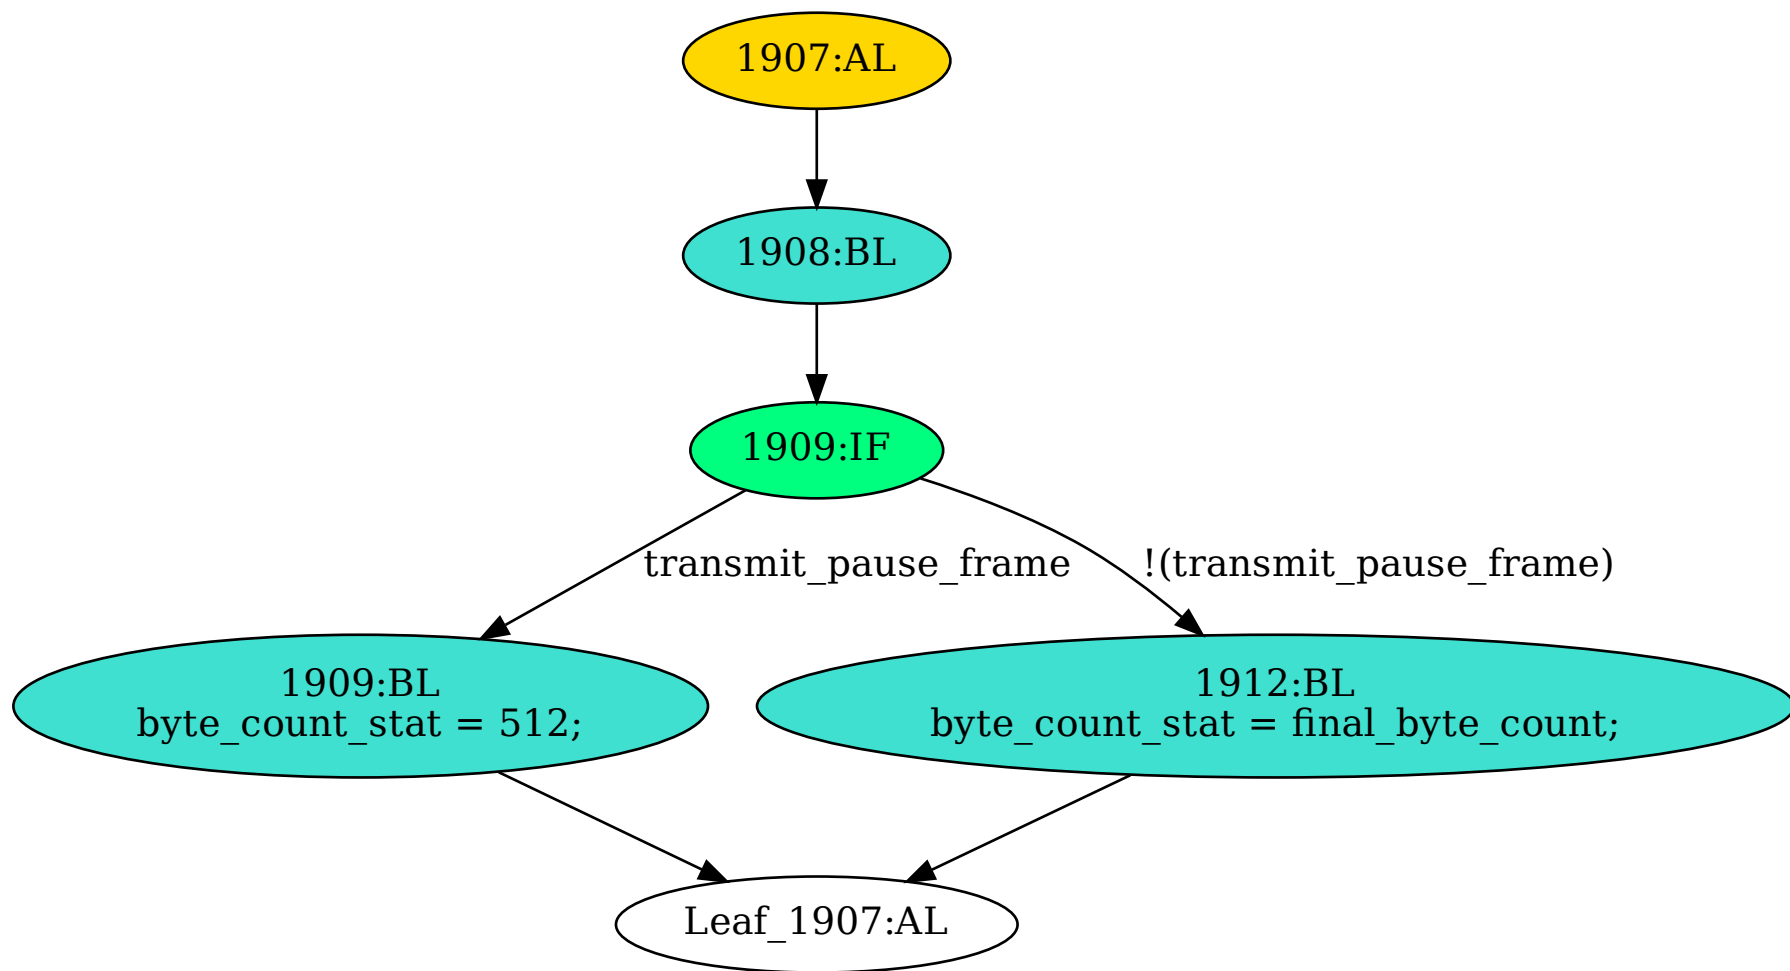 1907:AL
1908:BL
1909:IF
transmit_pause_frame
!(transmit_pause_frame)
1909:BL
byte_count_stat = 512;
1912:BL
byte_count_stat = final_byte_count;
Leaf_1907:AL